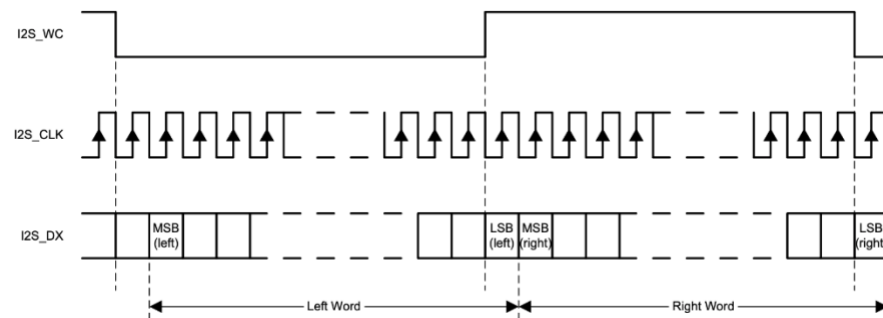 I2S_WC
I2S_CLK
I2S_DX
MSB
(left)
LSB
(left)
MSB
(right)
LSB
(right
Left Word
Right Word